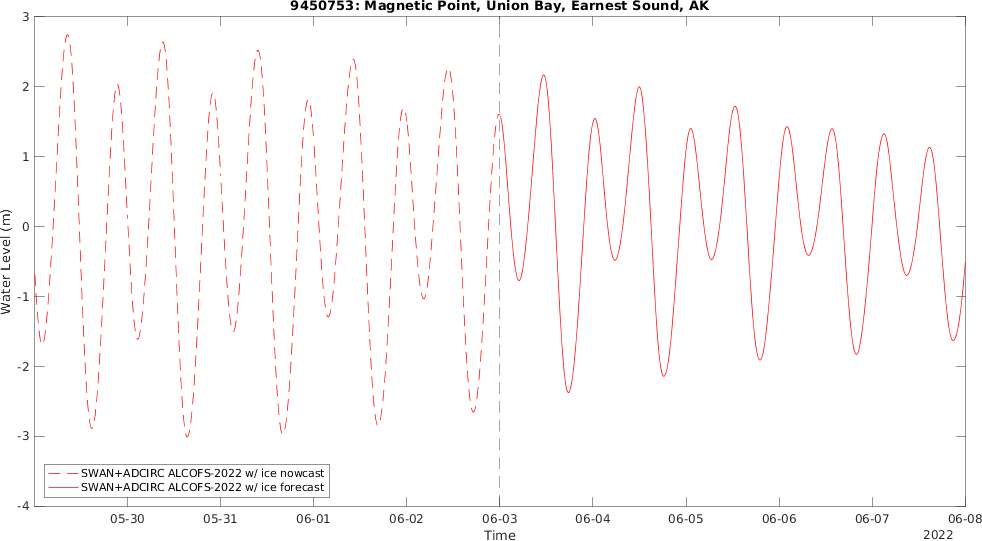 9450753: Magnetic Point, Union Bay, Earnest Sound, AK
3
2
1
0
-1
-2
-3
-4
Water Level (m)
SWAN+ADCIRC ALCOFS-2022 w/ ice nowcast
SWAN+ADCIRC ALCOFS-2022 w/ ice forecast
05-30 05-31 06-01 06-02 06-03 06-04 06-05 06-06 06-07 06-08
Time
2022